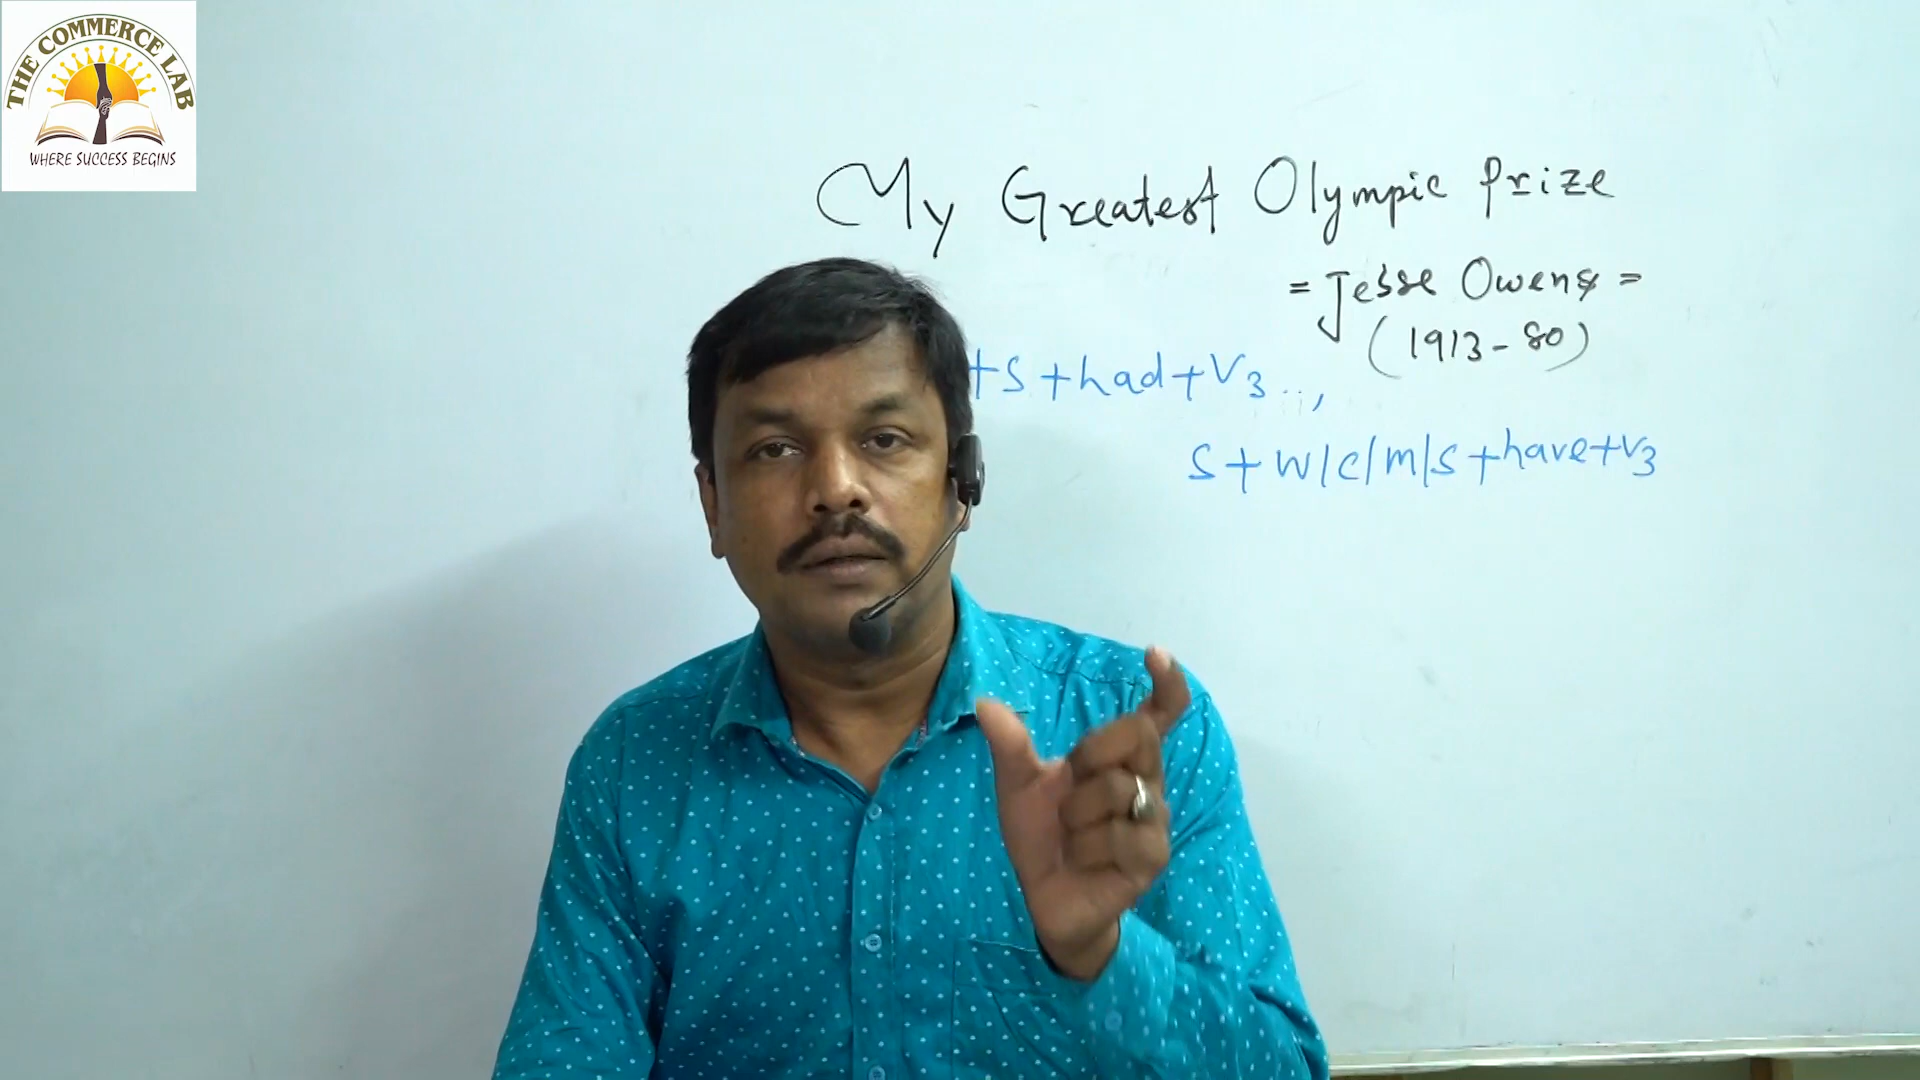 THE COMMERCE LAB
WHERE SUCCESS BEGINS
My Greatest Olympic Prize
= Jesse Owens =
(1913-80)
+S+had+V3...,
S+W/C/M/S+have+V3